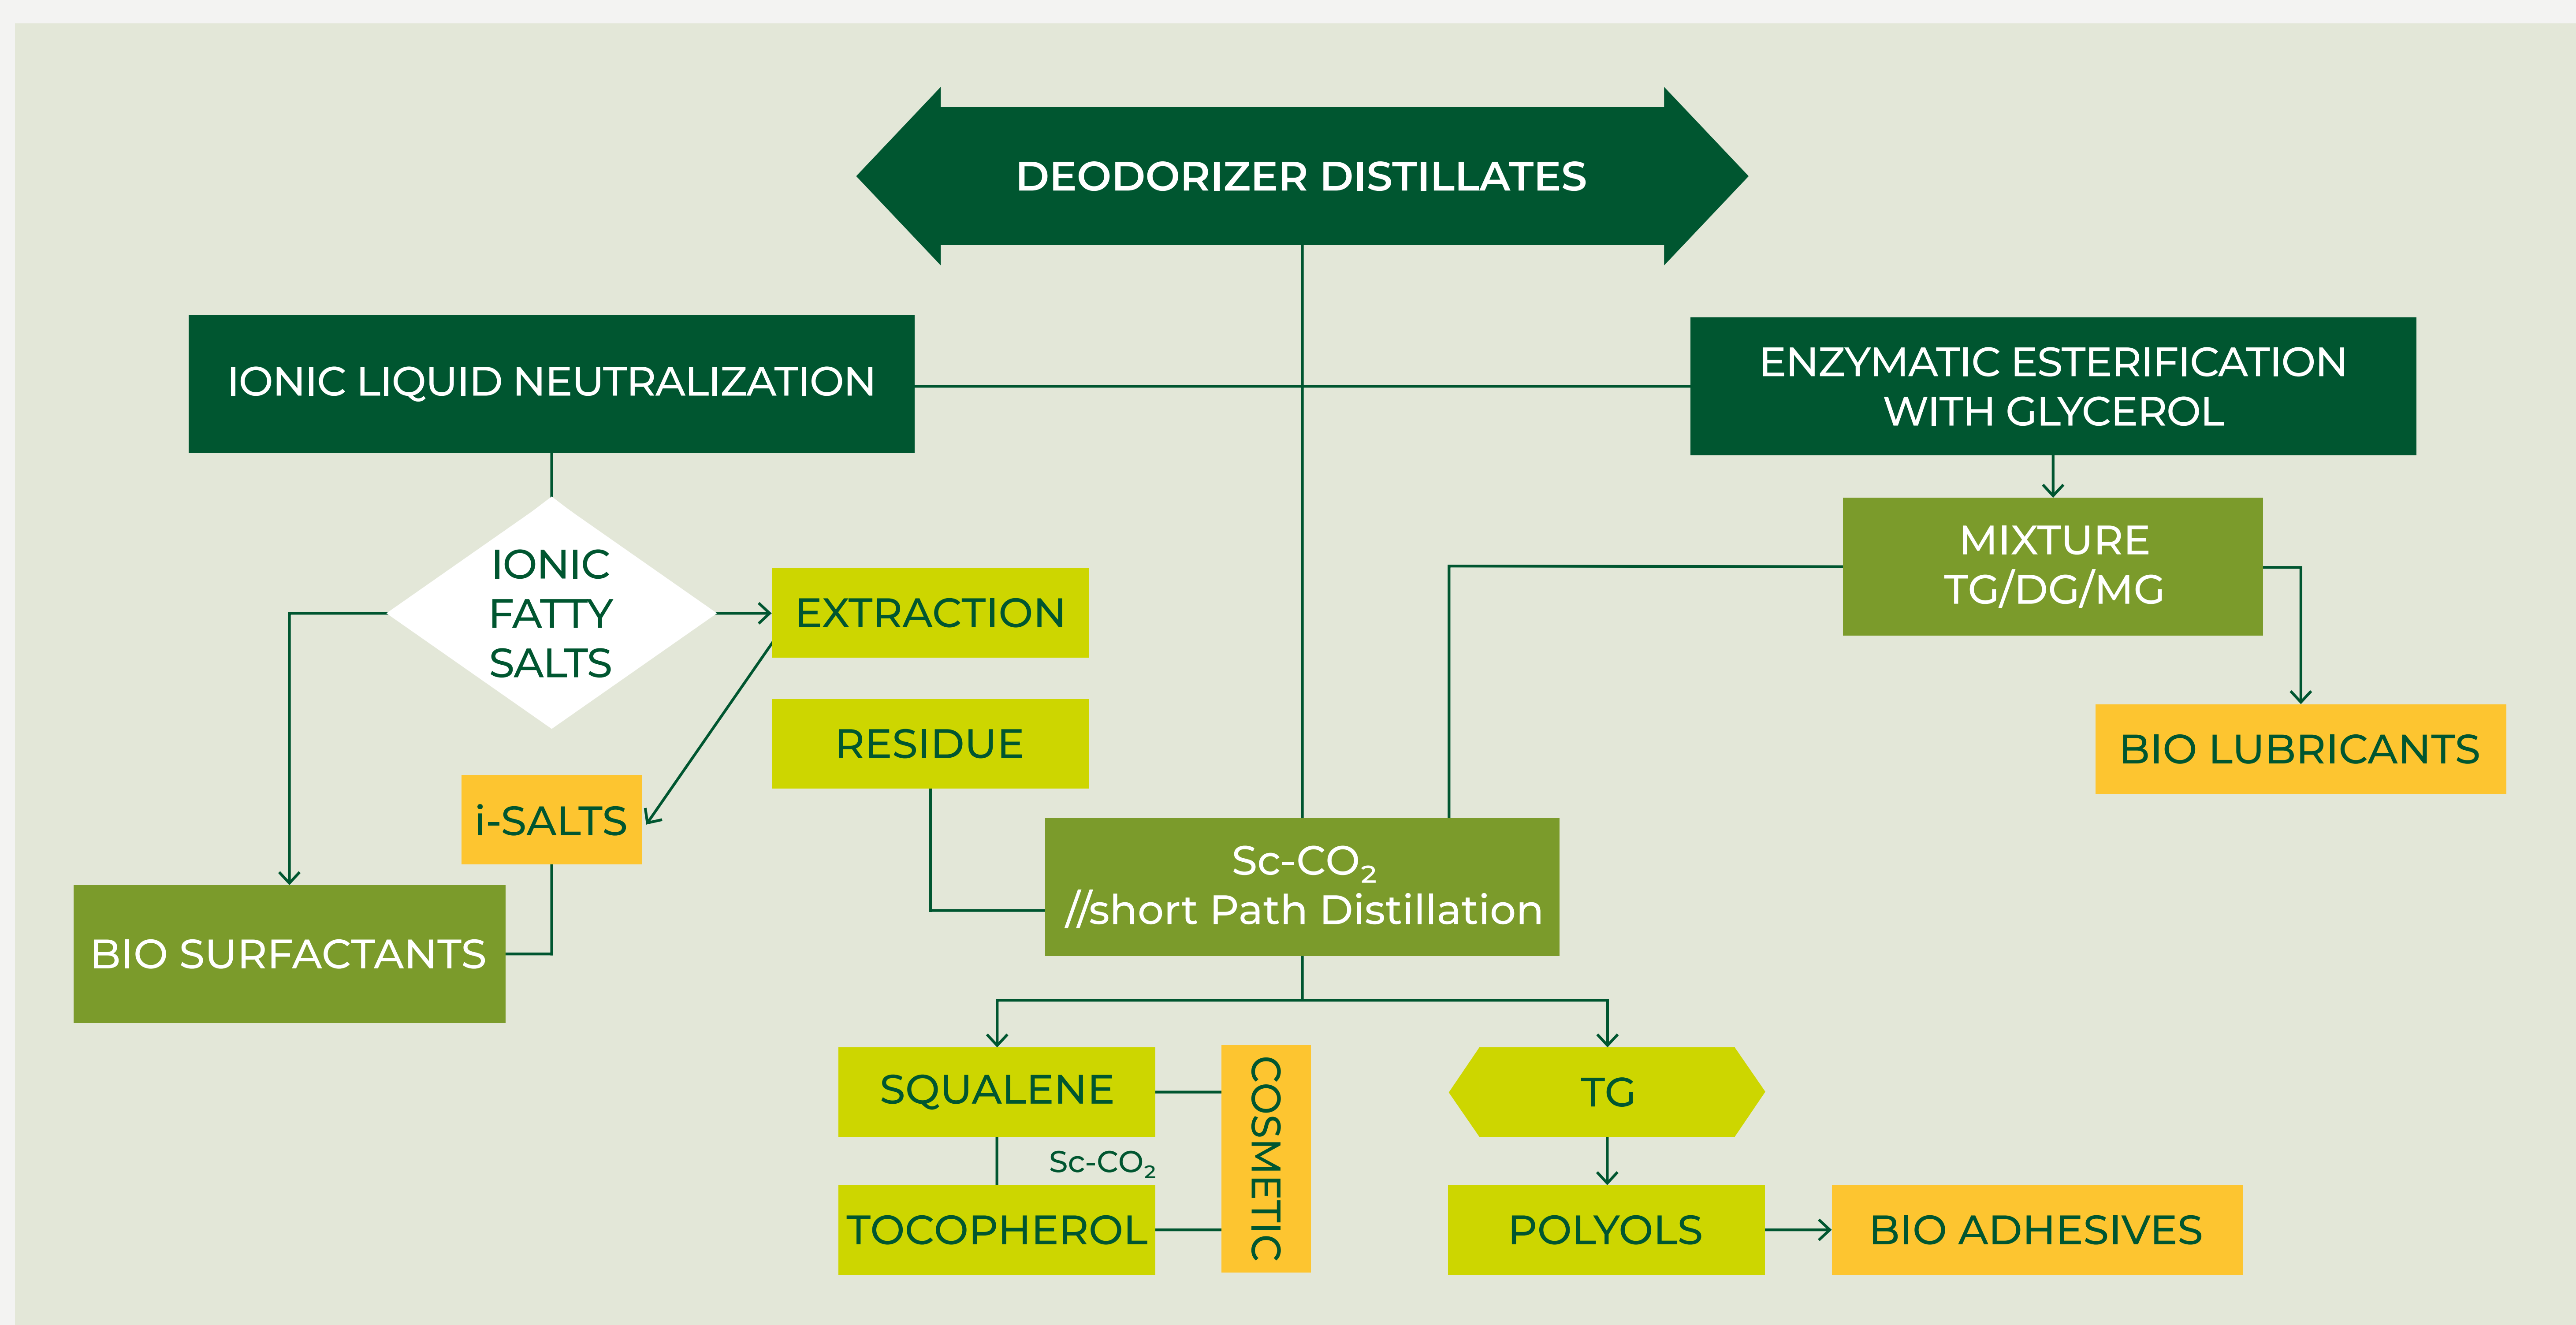 DEODORIZER DISTILLATES
IONIC LIQUID NEUTRALIZATION
ENZYMATIC ESTERIFICATION
WITH GLYCEROL
IONIC
FATTY
SALTS
EXTRACTION
MIXTURE
TG/DG/MG
RESIDUE
BIO LUBRICANTS
i-SALTS
Sc-CO₂
//short Path Distillation
BIO SURFACTANTS
SQUALENE
COSMETIC
TG
Sc-CO₂
TOCOPHEROL
POLYOLS
BIO ADHESIVES